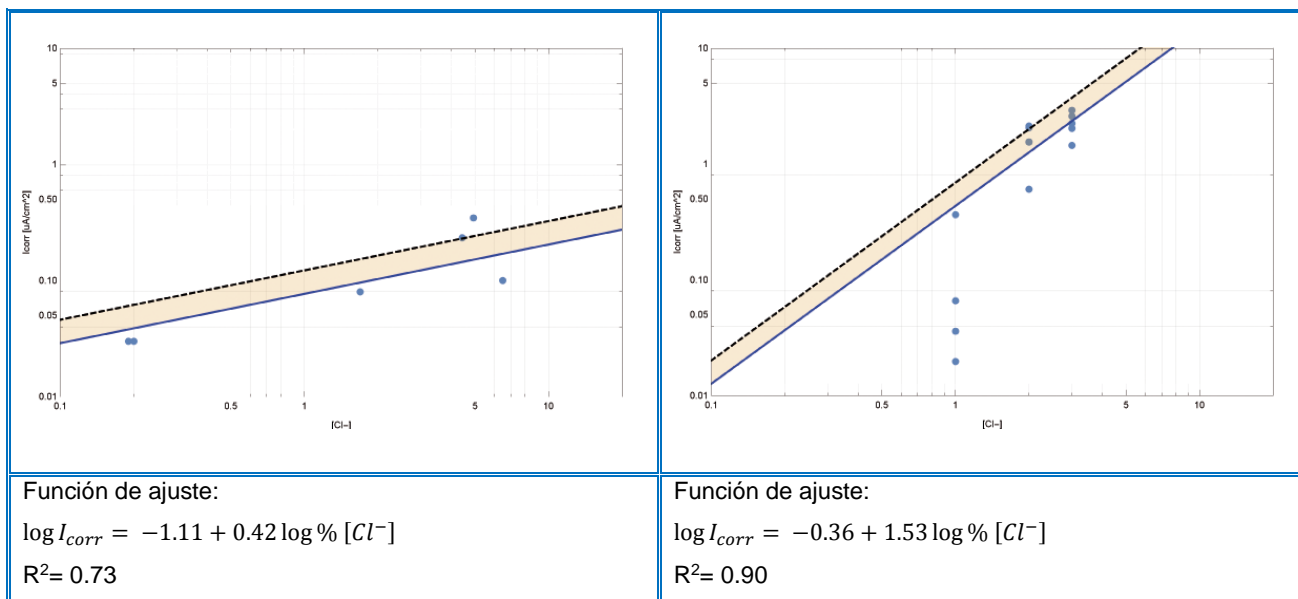 10
5
1
0.50
0.10
0.05
0.01
Icorr [uA/cm^2]
0.1 0.5 1 5 10
[Cl−]
10
5
1
0.50
0.10
0.05
0.01
Icorr [uA/cm^2]
0.1 0.5 1 5 10
[Cl−]
Función de ajuste:
log I_corr = −1.11 + 0.42 log % [Cl⁻]
R²= 0.73
Función de ajuste:
log I_corr = −0.36 + 1.53 log % [Cl⁻]
R²= 0.90